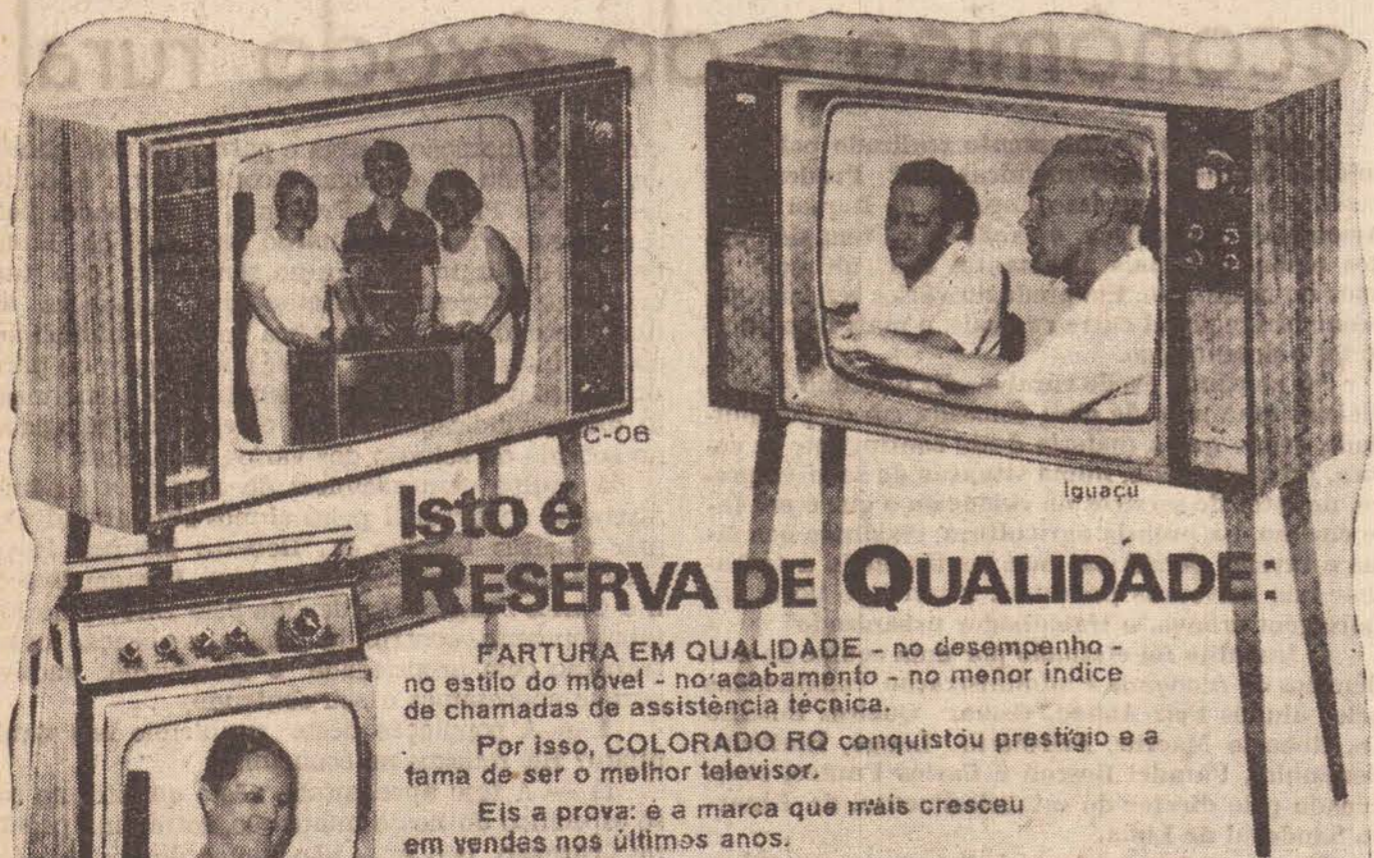 C-06
Iguaçu
Isto é
RESERVA DE QUALIDADE:
FARTURA EM QUALIDADE - no desempenho -
no estilo do móvel - no acabamento - no menor índice
de chamadas de assistência técnica.
Por isso, COLORADO RQ conquistou prestígio e a
fama de ser o melhor televisor.
Eis a prova: é a marca que mais cresceu
em vendas nos últimos anos.